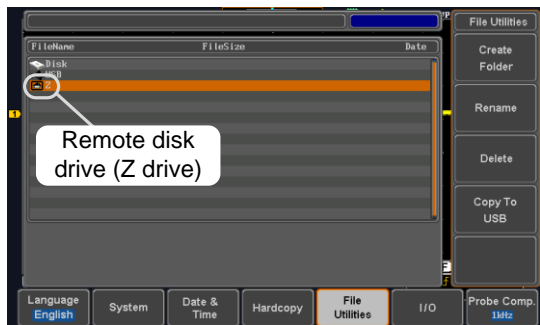 File Utilities
FileName FileSize Date
Disk
USB
Z
1
Remote disk
drive (Z drive)
Create
Folder
Rename
Delete
Copy To
USB
F
Language
English
System
Date &
Time
Hardcopy
File
Utilities
I/O
Probe Comp.
1kHz